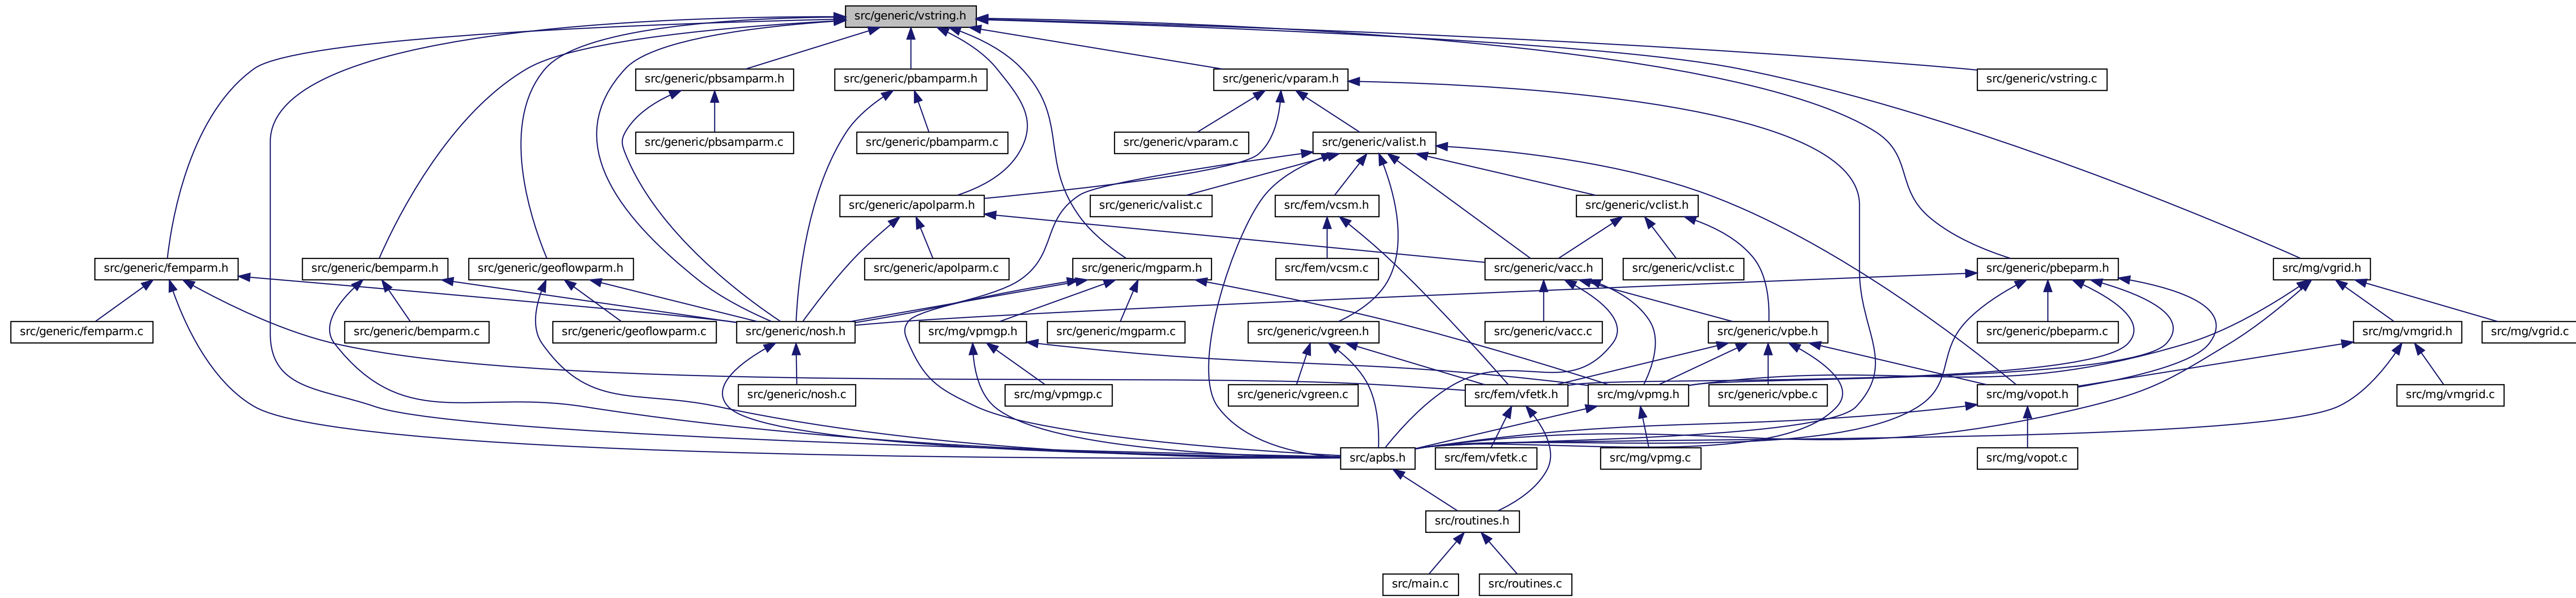 src/generic/vstring.h
src/generic/pbsamparm.h
src/generic/pbamparm.h
src/generic/vparam.h
src/generic/vstring.c
src/generic/pbsamparm.c
src/generic/pbamparm.c
src/generic/vparam.c
src/generic/valist.h
src/generic/apolparm.h
src/generic/valist.c
src/fem/vcsm.h
src/generic/vclist.h
src/generic/femparm.h
src/generic/bemparm.h
src/generic/geoflowparm.h
src/generic/apolparm.c
src/generic/mgparm.h
src/fem/vcsm.c
src/generic/vacc.h
src/generic/vclist.c
src/generic/pbeparm.h
src/mg/vgrid.h
src/generic/femparm.c
src/generic/bemparm.c
src/generic/geoflowparm.c
src/generic/nosh.h
src/mg/vpmgp.h
src/generic/mgparm.c
src/generic/vgreen.h
src/generic/vacc.c
src/generic/vpbe.h
src/generic/pbeparm.c
src/mg/vmgrid.h
src/mg/vgrid.c
src/generic/nosh.c
src/mg/vpmgp.c
src/generic/vgreen.c
src/fem/vfetk.h
src/mg/vpmg.h
src/generic/vpbe.c
src/mg/vopot.h
src/mg/vmgrid.c
src/apbs.h
src/fem/vfetk.c
src/mg/vpmg.c
src/mg/vopot.c
src/routines.h
src/main.c
src/routines.c